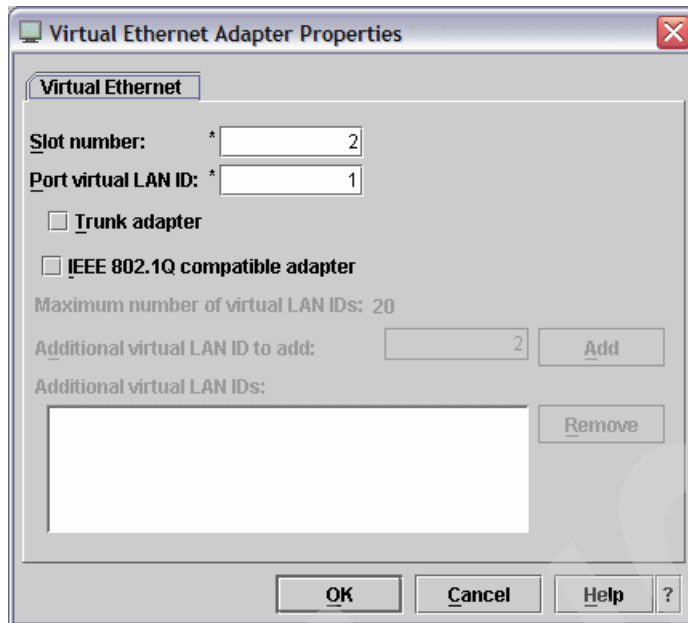 Virtual Ethernet Adapter Properties
Virtual Ethernet
Slot number: * 2
Port virtual LAN ID: * 1
Trunk adapter
IEEE 802.1Q compatible adapter
Maximum number of virtual LAN IDs: 20
Additional virtual LAN ID to add: 2 Add
Additional virtual LAN IDs:
Remove
OK Cancel Help ?